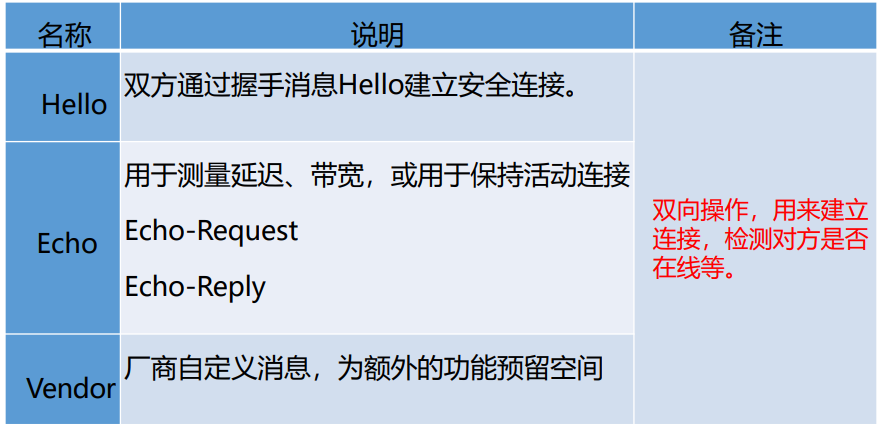 名称 说明 备注
Hello 双方通过握手消息Hello建立安全连接。
Echo 用于测量延迟、带宽，或用于保持活动连接
Echo-Request
Echo-Reply
双向操作，用来建立
连接，检测对方是否
在线等。
Vendor 厂商自定义消息，为额外的功能预留空间